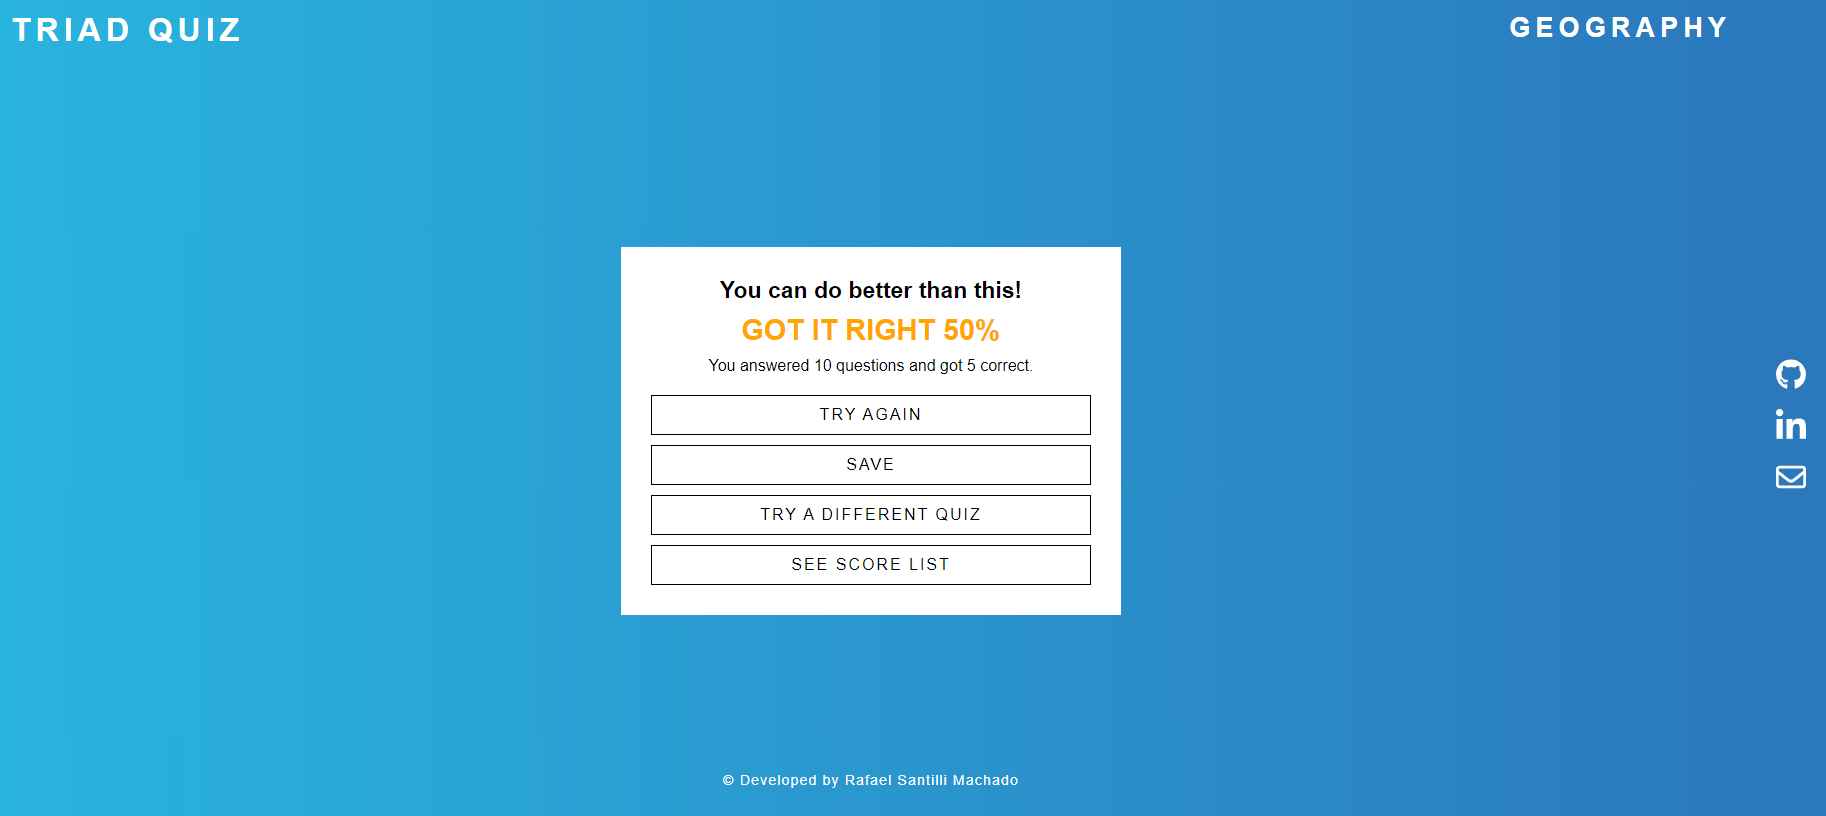 TRIAD QUIZ
GEOGRAPHY
You can do better than this!
GOT IT RIGHT 50%
You answered 10 questions and got 5 correct.
TRY AGAIN
SAVE
TRY A DIFFERENT QUIZ
SEE SCORE LIST
© Developed by Rafael Santilli Machado